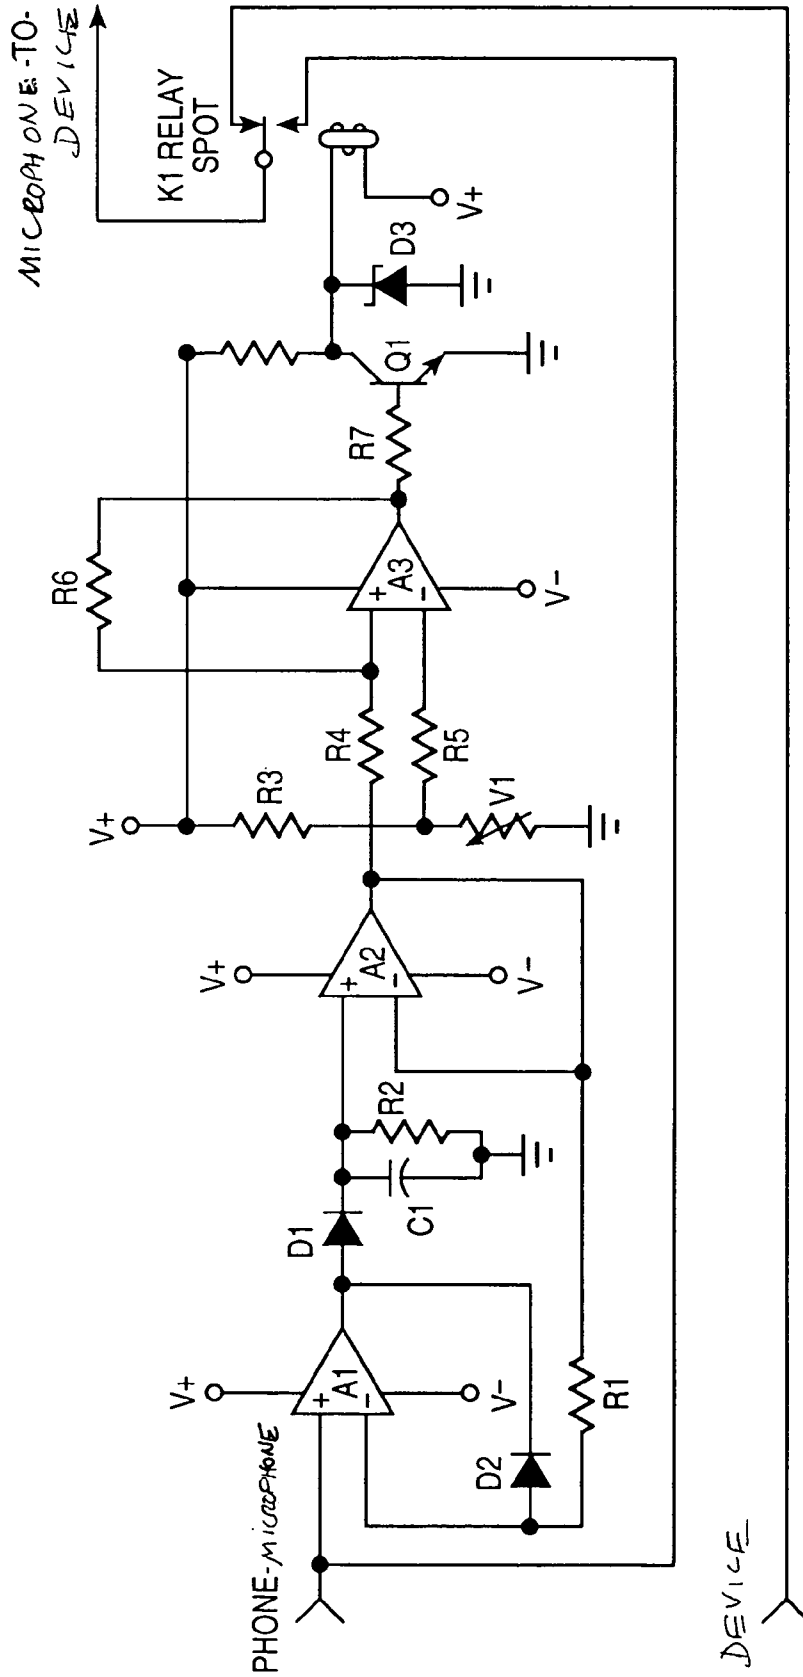 MICROPHONE-TO-
DEVICE
K1 RELAY
SPOT
V+
D3
Q1
R7
R6
A3
+
-
V-
R4
R5
V+
R3
V1
V+
A2
+
-
V-
R2
C1
D1
V+
A1
+
-
V-
D2
R1
PHONE-MICROPHONE
DEVICE